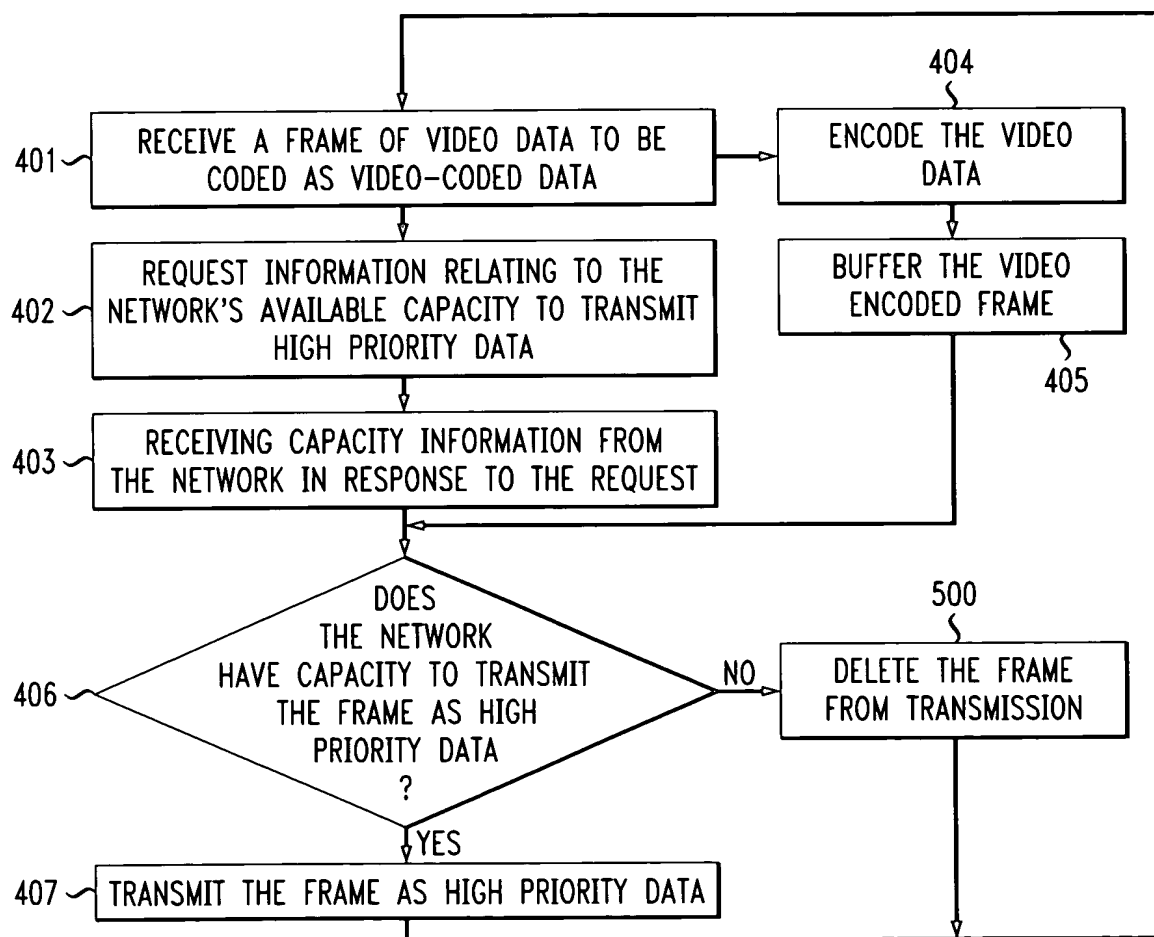 401
RECEIVE A FRAME OF VIDEO DATA TO BE
CODED AS VIDEO-CODED DATA
404
ENCODE THE VIDEO
DATA
402
REQUEST INFORMATION RELATING TO THE
NETWORK'S AVAILABLE CAPACITY TO TRANSMIT
HIGH PRIORITY DATA
BUFFER THE VIDEO
ENCODED FRAME
405
403
RECEIVING CAPACITY INFORMATION FROM
THE NETWORK IN RESPONSE TO THE REQUEST
406
DOES
THE NETWORK
HAVE CAPACITY TO TRANSMIT
THE FRAME AS HIGH
PRIORITY DATA
?
NO
500
DELETE THE FRAME
FROM TRANSMISSION
YES
407
TRANSMIT THE FRAME AS HIGH PRIORITY DATA